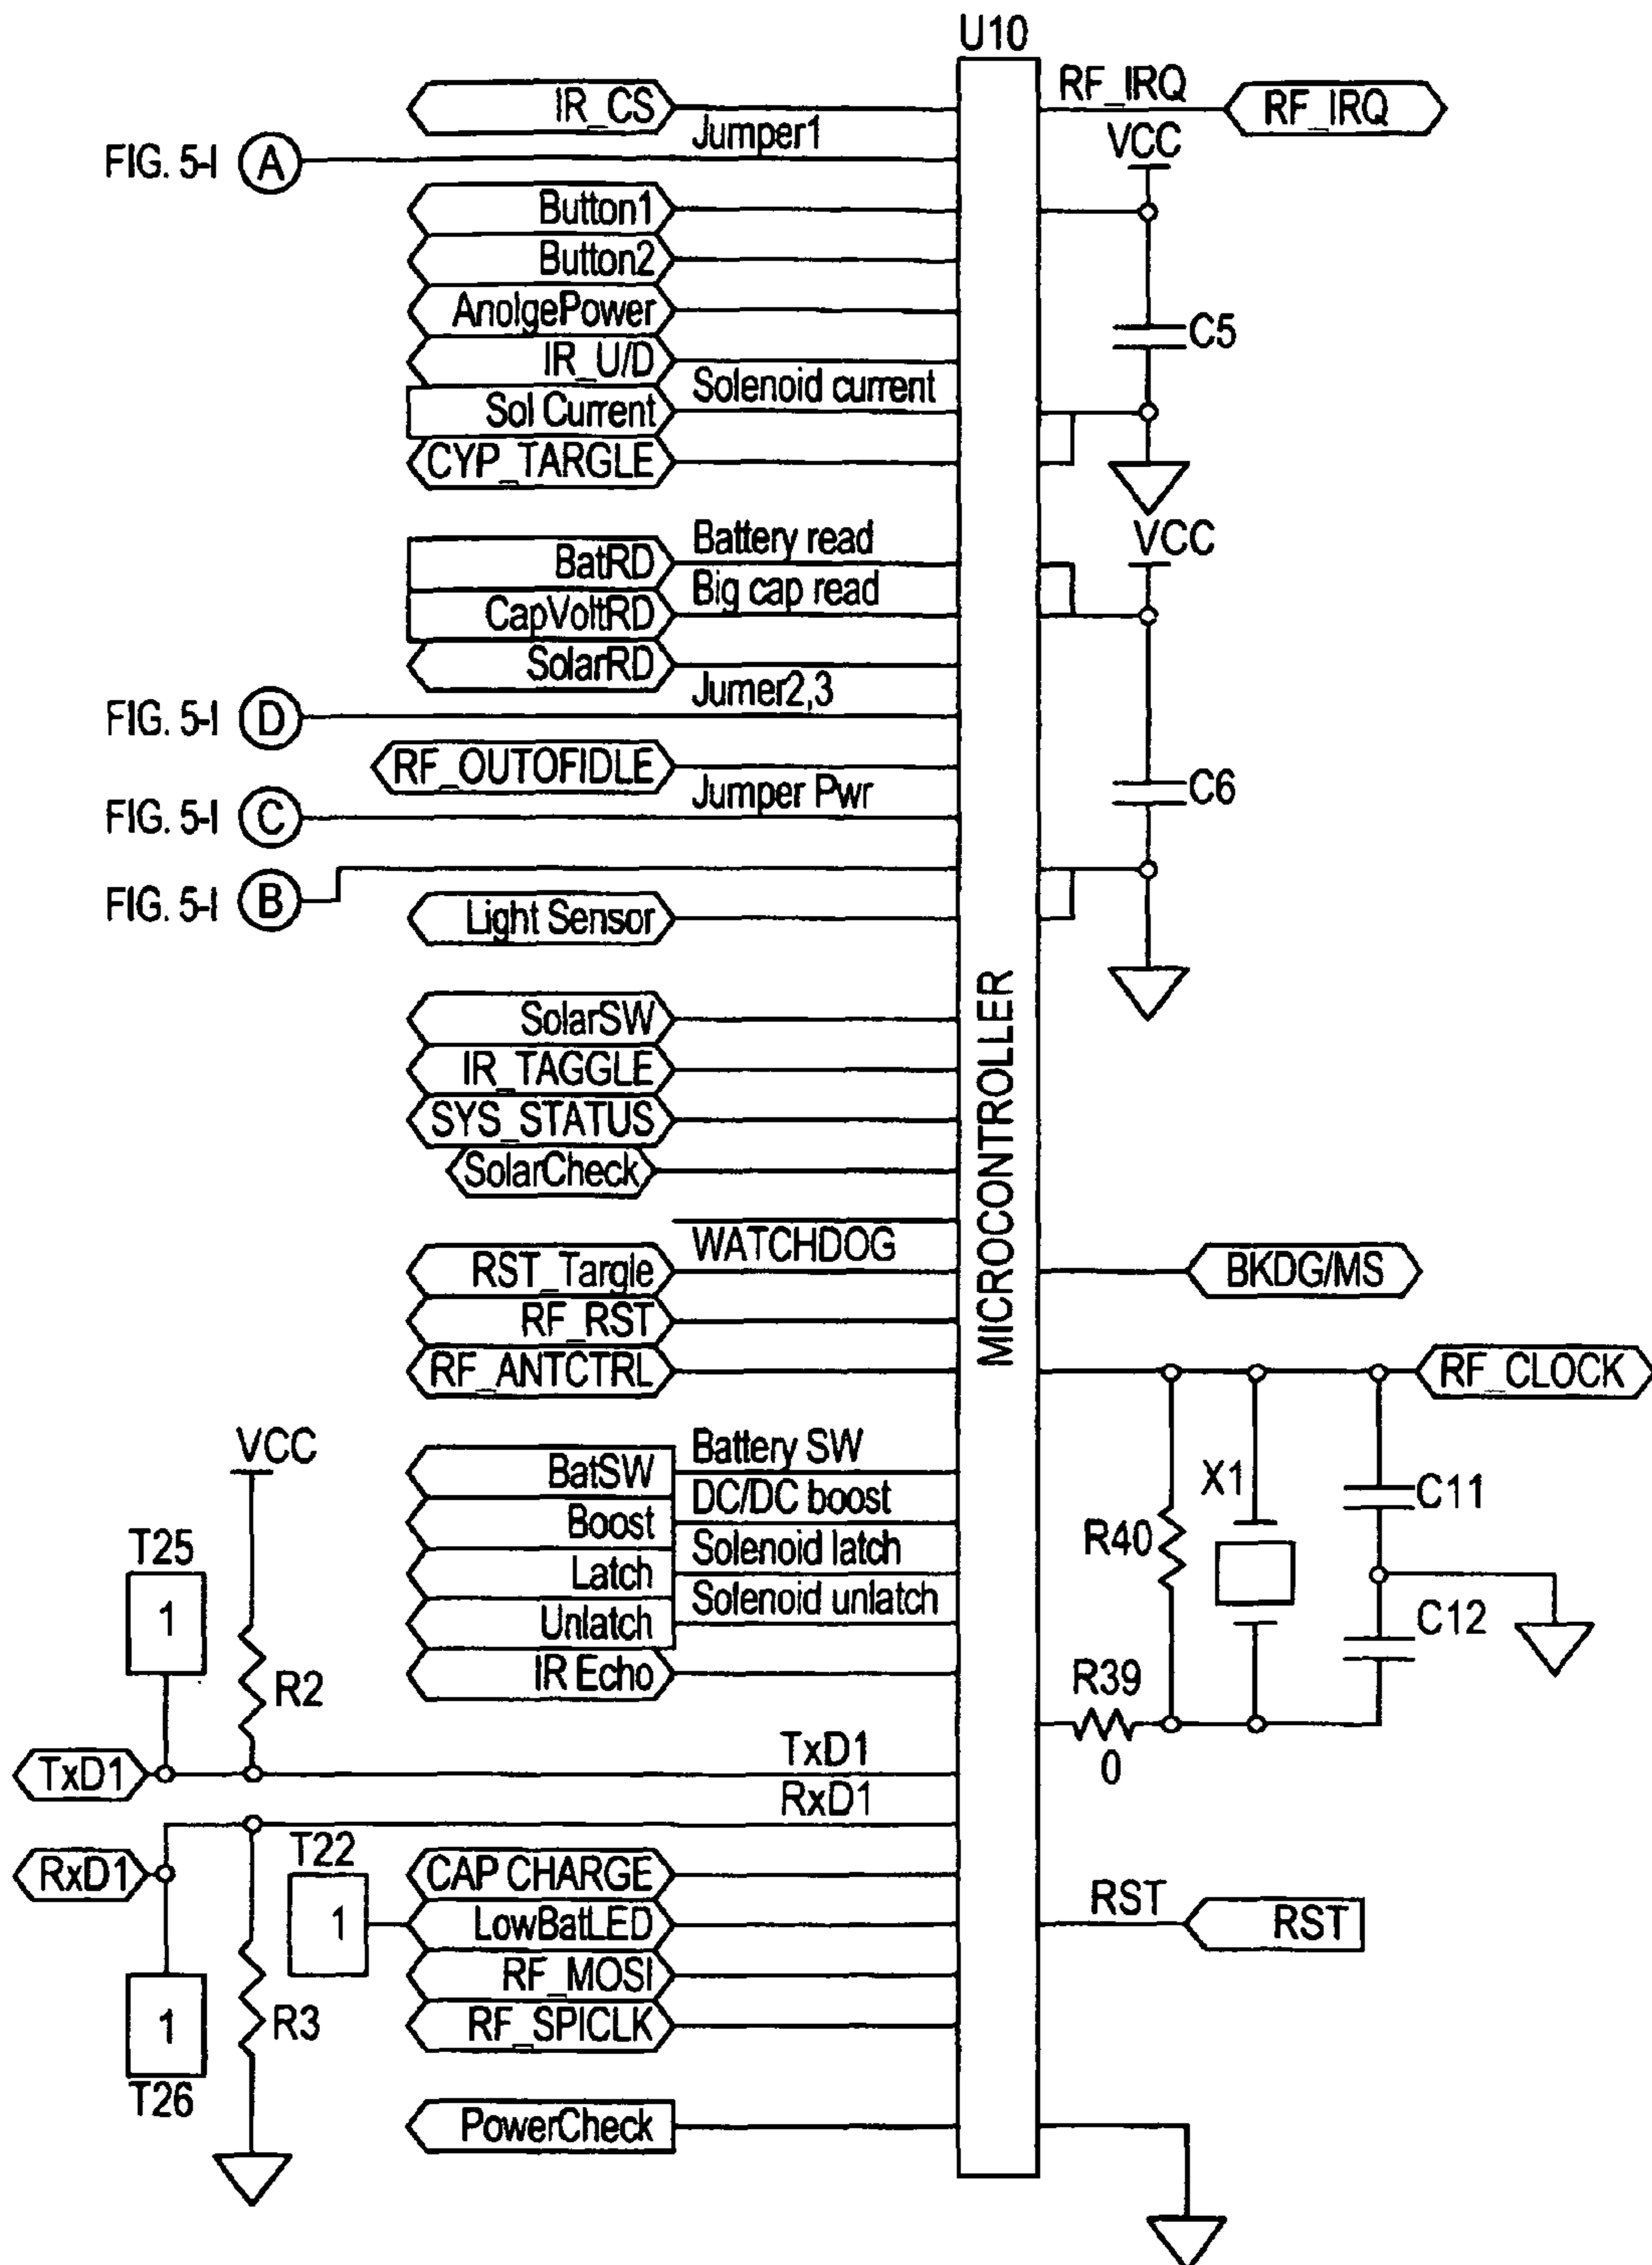 U10
IR_CS
RF_IRQ
RF_IRQ
Jumper1
FIG. 5-I
A
VCC
Button1
Button2
AnolgePower
C5
IR_U/D
Solenoid current
Sol Current
CYP_TARGLE
Battery read
VCC
BatRD
Big cap read
CapVoltRD
SolarRD
Jumer2,3
FIG. 5-I
D
RF_OUTOFIDLE
C6
Jumper Pwr
FIG. 5-I
C
FIG. 5-I
B
Light Sensor
MICROCONTROLLER
SolarSW
IR_TAGGLE
SYS_STATUS
SolarCheck
WATCHDOG
RST_Targle
BKDG/MS
RF_RST
RF_ANTCTRL
RF_CLOCK
VCC
Battery SW
BatSW
X1
C11
DC/DC boost
Boost
R40
T25
Solenoid latch
Latch
1
Solenoid unlatch
Unlatch
C12
IR Echo
R2
R39
0
TxD1
TxD1
RxD1
RxD1
T22
CAP CHARGE
1
LowBatLED
RST
RST
RF_MOSI
1
R3
RF_SPICLK
T26
PowerCheck